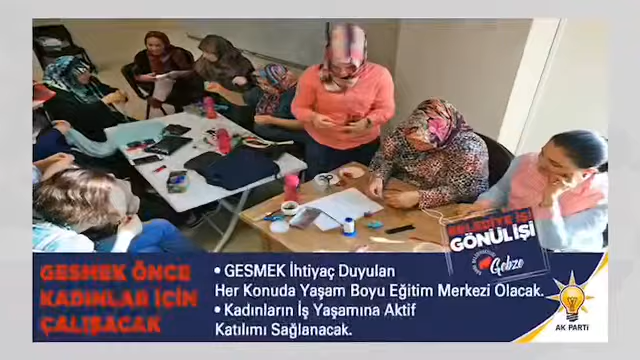 BELEDİYE İŞİ
GÖNÜL İŞİ
Gebze
GESMEK ÖNCE
KADINLAR İÇİN
ÇALIŞACAK
• GESMEK İhtiyaç Duyulan
Her Konuda Yaşam Boyu Eğitim Merkezi Olacak.
• Kadınların İş Yaşamına Aktif
Katılımı Sağlanacak.
AK PARTİ